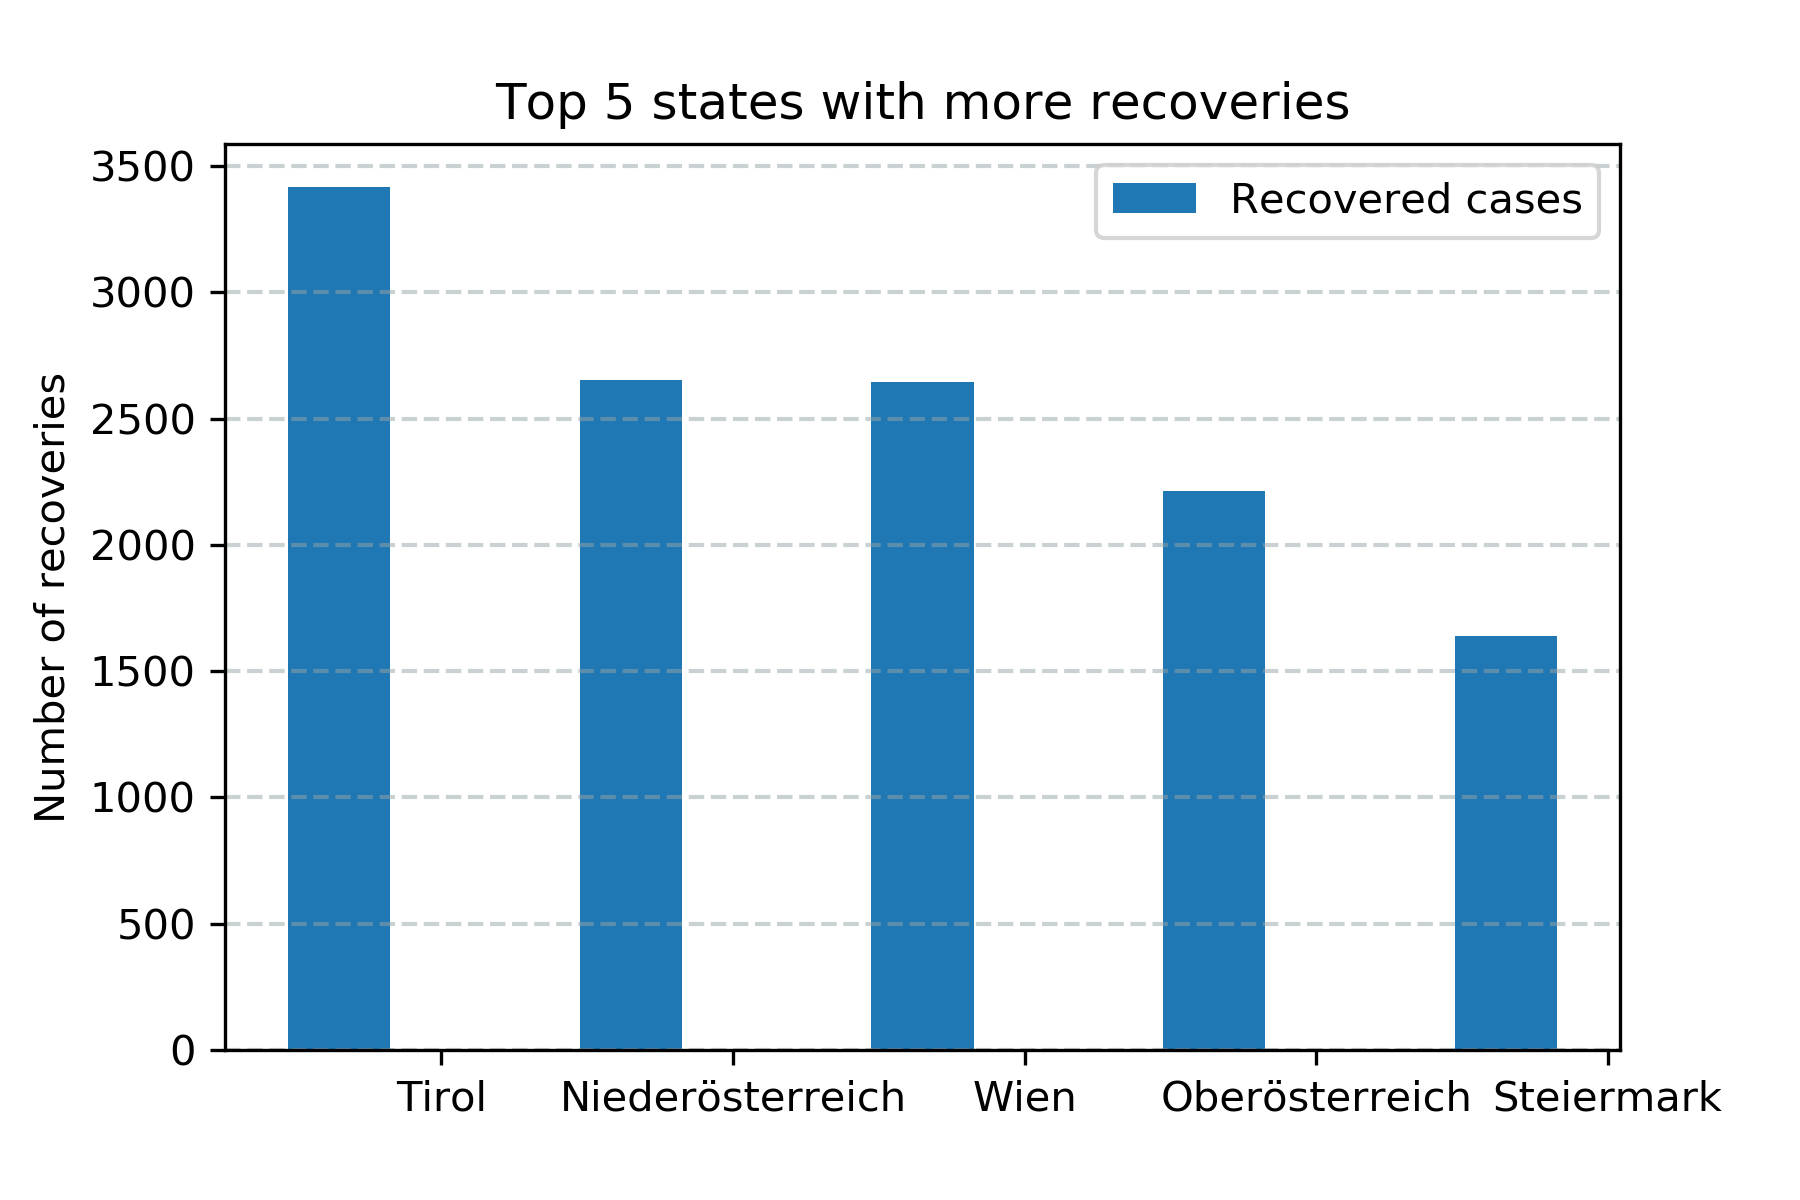 Top 5 states with more recoveries
Recovered cases
Number of recoveries
3500
3000
2500
2000
1500
1000
500
0
Tirol Niederösterreich Wien Oberösterreich Steiermark